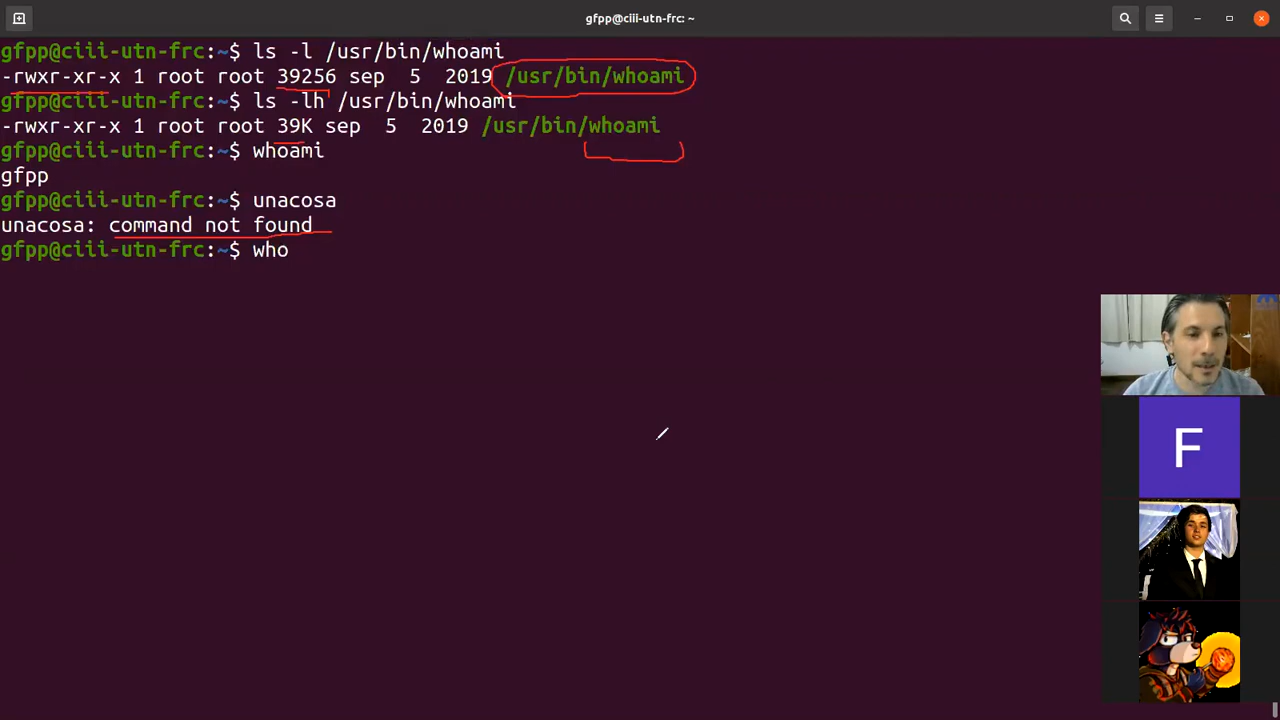 gfpp@ciii-utn-frc: ~
gfpp@ciii-utn-frc:~$ ls -l /usr/bin/whoami
-rwxr-xr-x 1 root root 39256 sep  5  2019 /usr/bin/whoami
gfpp@ciii-utn-frc:~$ ls -lh /usr/bin/whoami
-rwxr-xr-x 1 root root 39K sep  5  2019 /usr/bin/whoami
gfpp@ciii-utn-frc:~$ whoami
gfpp
gfpp@ciii-utn-frc:~$ unacosa
unacosa: command not found
gfpp@ciii-utn-frc:~$ who
F